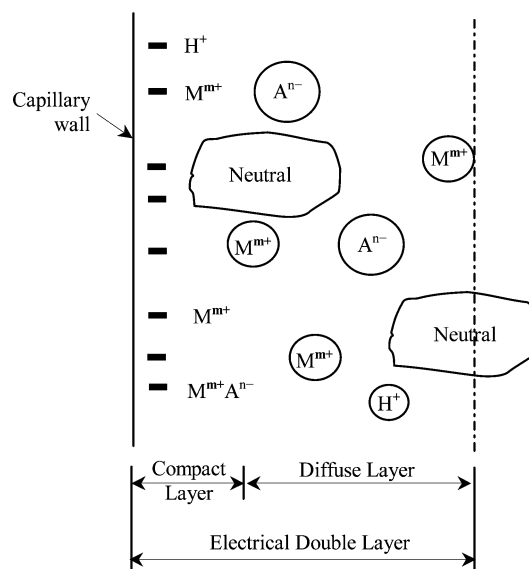 H⁺
Mᵐ⁺
Aⁿ⁻
Capillary
wall
Mᵐ⁺
Neutral
Mᵐ⁺
Aⁿ⁻
Mᵐ⁺
Neutral
Mᵐ⁺
Mᵐ⁺Aⁿ⁻
H⁺
Compact
Layer
Diffuse Layer
Electrical Double Layer